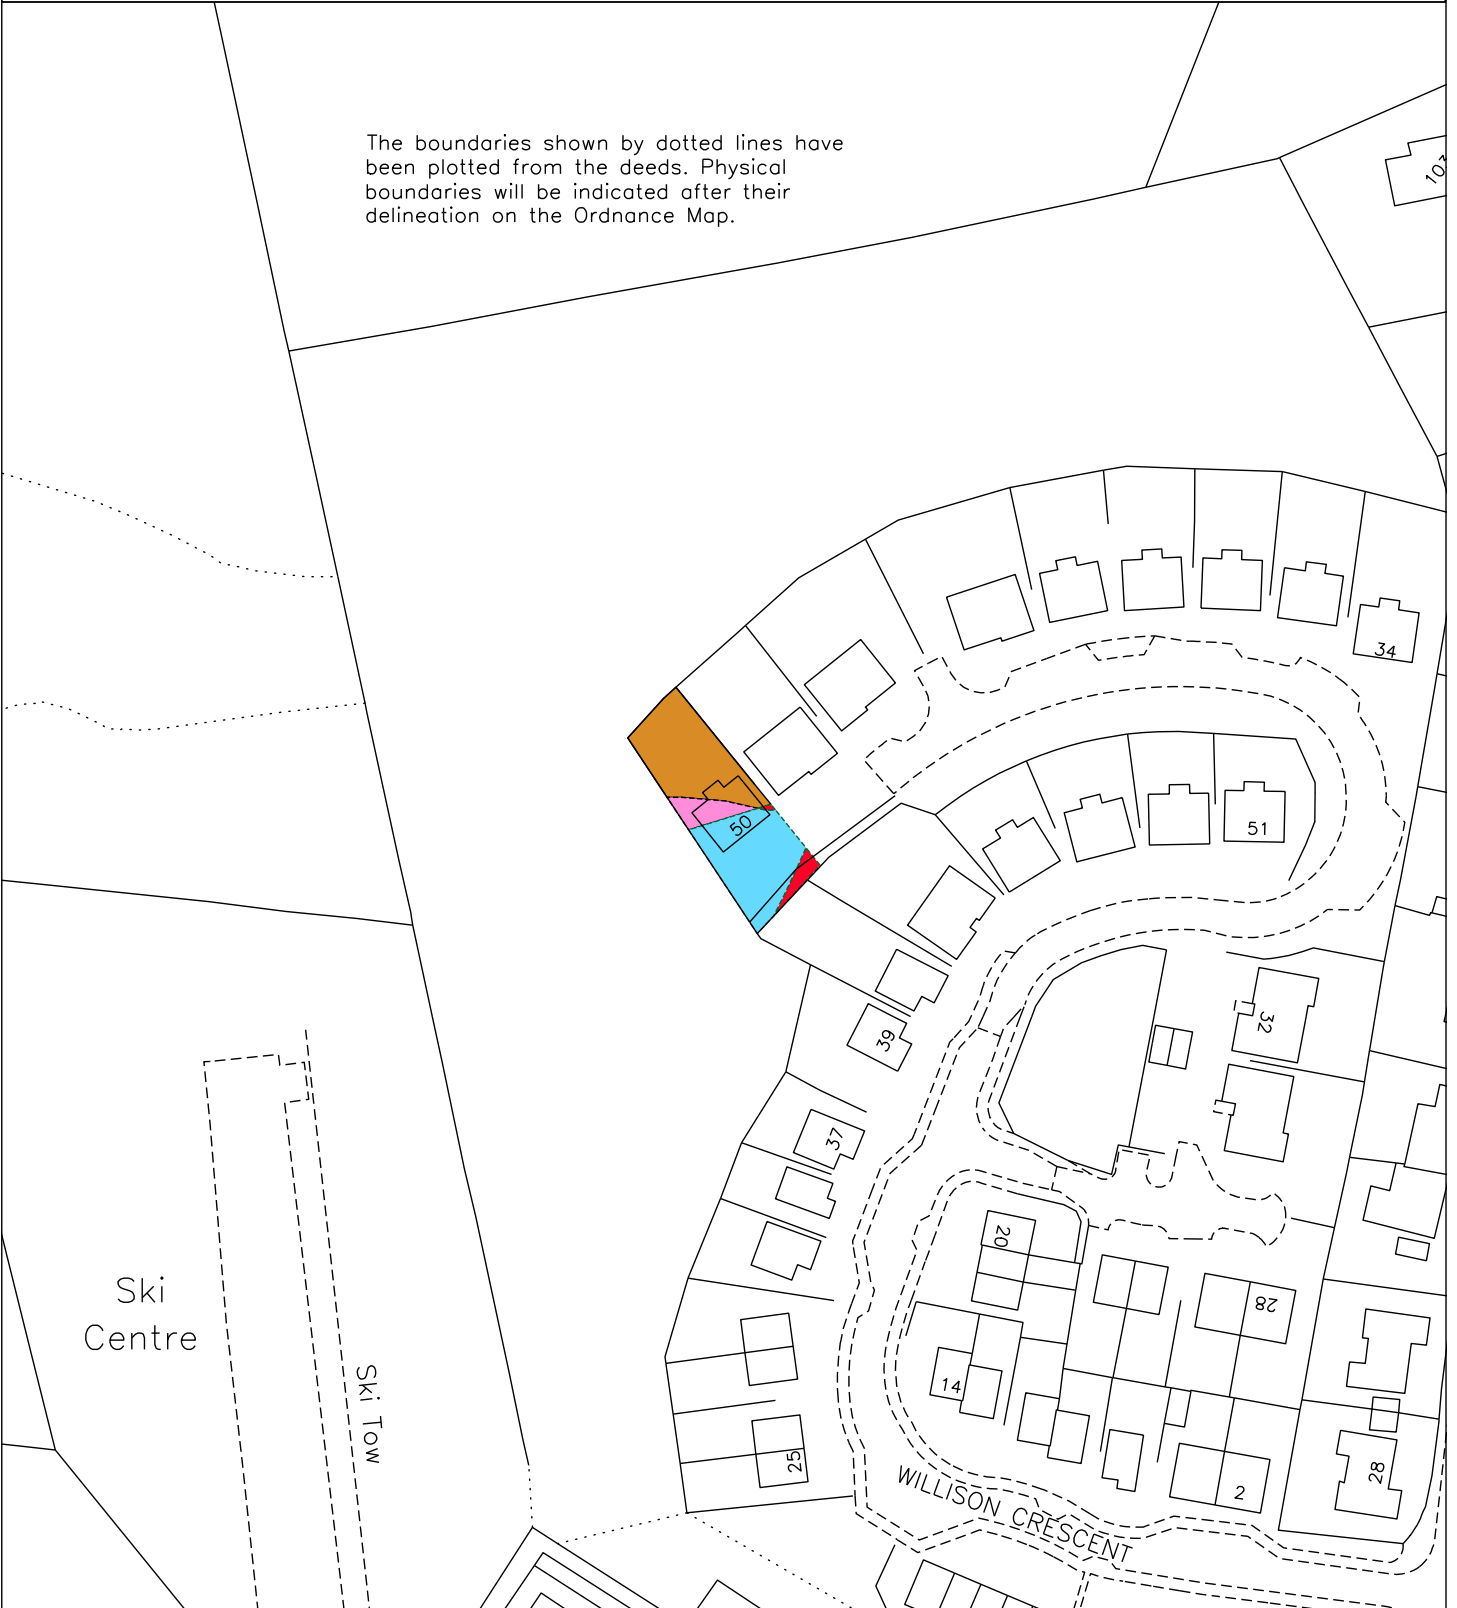 The boundaries shown by dotted lines have
been plotted from the deeds. Physical
boundaries will be indicated after their
delineation on the Ordnance Map.
103
34
50
51
39
32
37
20
28
14
25
2
28
Ski
Centre
Ski Tow
WILLISON CRESCENT